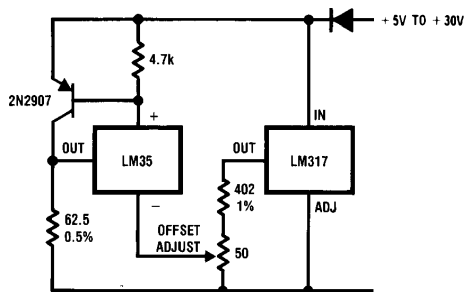 + 5V TO + 30V
4.7k
2N2907
+
IN
OUT
LM35
OUT
LM317
−
402
1%
ADJ
62.5
0.5%
OFFSET
ADJUST
50